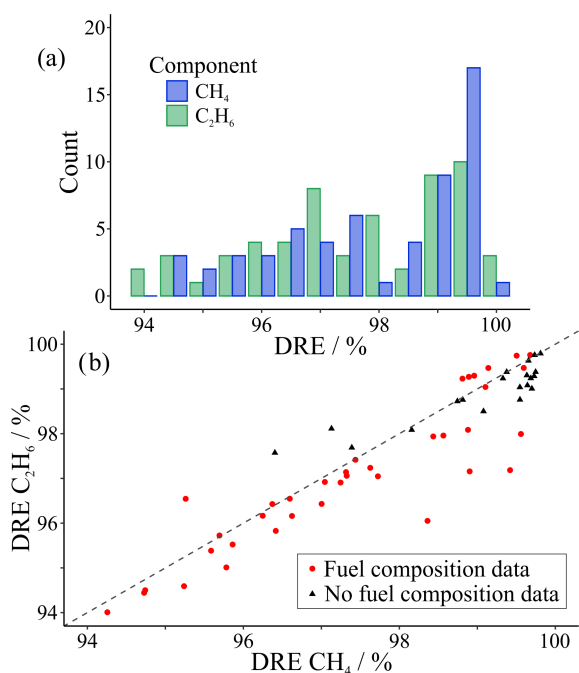 (a)
Component
CH₄
C₂H₆
Count
20
15
10
5
0
94 96 98 100
DRE / %
(b)
DRE C₂H₆ / %
100
98
96
94
Fuel composition data
No fuel composition data
94 96 98 100
DRE CH₄ / %